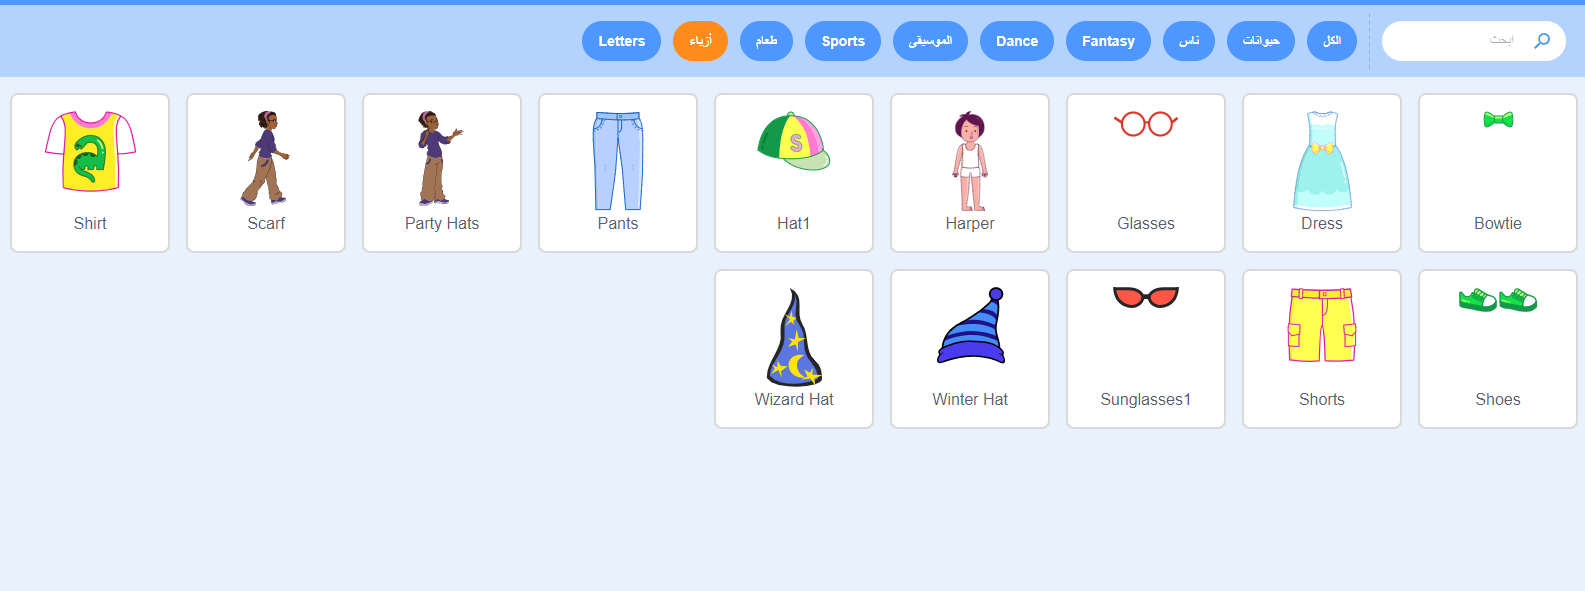 ابحث
الكل
حيوانات
ناس
Fantasy
Dance
الموسيقى
Sports
طعام
أزياء
Letters
Bowtie
Dress
Glasses
Harper
Hat1
Pants
Party Hats
Scarf
Shirt
Shoes
Shorts
Sunglasses1
Winter Hat
Wizard Hat